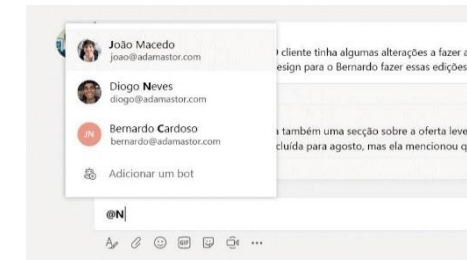 João Macedo
joao@adamastor.com
Diogo Neves
diogo@adamastor.com
JN
Bernardo Cardoso
bernardo@adamastor.com
Adicionar um bot
cliente tinha algumas alterações a fazer a
esign para o Bernardo fazer essas edições
também uma secção sobre a oferta leve
cluída para agosto, mas ela mencionou q
@N
GIF